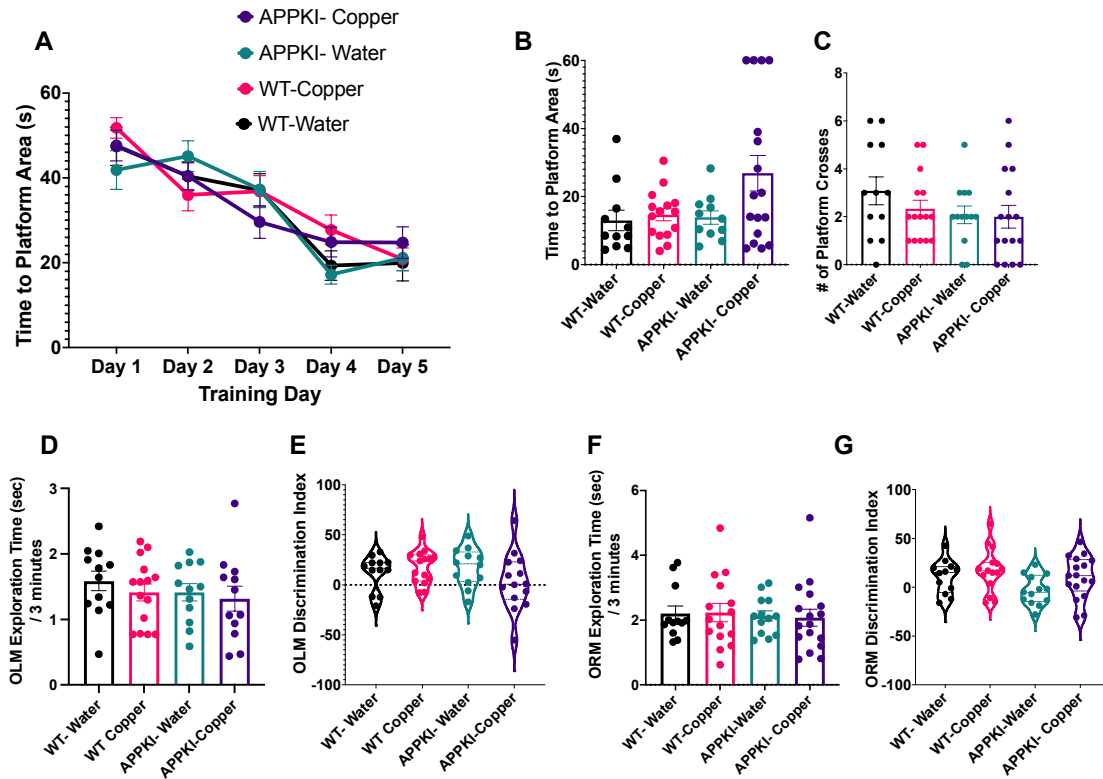 APPKI- Copper
APPKI- Water
WT-Copper
WT-Water
A
Time to Platform Area (s)
60
40
20
0
Day 1 Day 2 Day 3 Day 4 Day 5
Training Day
B
Time to Platform Area (s)
60
40
20
0
WT-Water
WT-Copper
APPKI- Water
APPKI- Copper
C
# of Platform Crosses
8
6
4
2
0
WT-Water
WT-Copper
APPKI- Water
APPKI- Copper
D
OLM Exploration Time (sec)
/ 3 minutes
3
2
1
0
WT- Water
WT Copper
APPKI- Water
APPKI-Copper
E
OLM Discrimination Index
100
50
0
-50
-100
WT- Water
WT Copper
APPKI- Water
APPKI-Copper
F
ORM Exploration Time (sec)
/ 3 minutes
6
4
2
0
WT- Water
WT-Copper
APPKI-Water
APPKI- Copper
G
ORM Discrimination Index
100
50
0
-50
-100
WT- Water
WT-Copper
APPKI-Water
APPKI- Copper